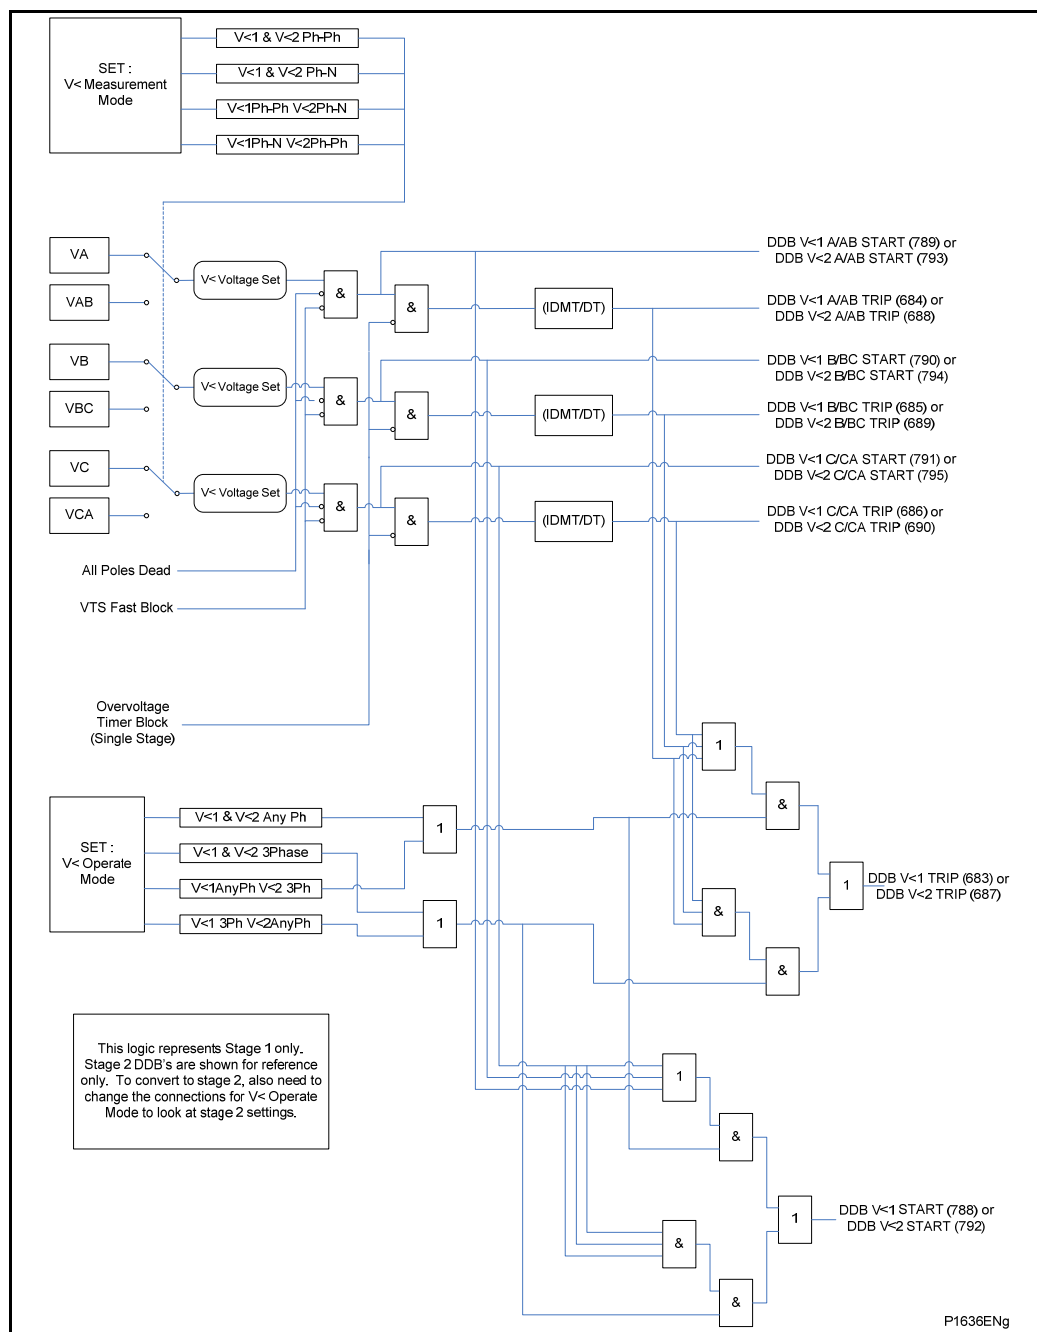 SET :
V< Measurement
Mode
V<1 & V<2 Ph-Ph
V<1 & V<2 Ph-N
V<1Ph-Ph V<2Ph-N
V<1Ph-N V<2Ph-Ph
VA
VAB
V< Voltage Set
&
&
(IDMT/DT)
DDB V<1 A/AB START (789) or
DDB V<2 A/AB START (793)
DDB V<1 A/AB TRIP (684) or
DDB V<2 A/AB TRIP (688)
VB
VBC
V< Voltage Set
&
&
(IDMT/DT)
DDB V<1 B/BC START (790) or
DDB V<2 B/BC START (794)
DDB V<1 B/BC TRIP (685) or
DDB V<2 B/BC TRIP (689)
VC
VCA
V< Voltage Set
&
&
(IDMT/DT)
DDB V<1 C/CA START (791) or
DDB V<2 C/CA START (795)
DDB V<1 C/CA TRIP (686) or
DDB V<2 C/CA TRIP (690)
All Poles Dead
VTS Fast Block
Overvoltage
Timer Block
(Single Stage)
SET :
V< Operate
Mode
V<1 & V<2 Any Ph
V<1 & V<2 3Phase
V<1AnyPh V<2 3Ph
V<1 3Ph V<2AnyPh
1
1
1
&
&
&
1
DDB V<1 TRIP (683) or
DDB V<2 TRIP (687)
This logic represents Stage 1 only.
Stage 2 DDB's are shown for reference
only. To convert to stage 2, also need to
change the connections for V< Operate
Mode to look at stage 2 settings.
1
&
&
&
1
DDB V<1 START (788) or
DDB V<2 START (792)
P1636ENg